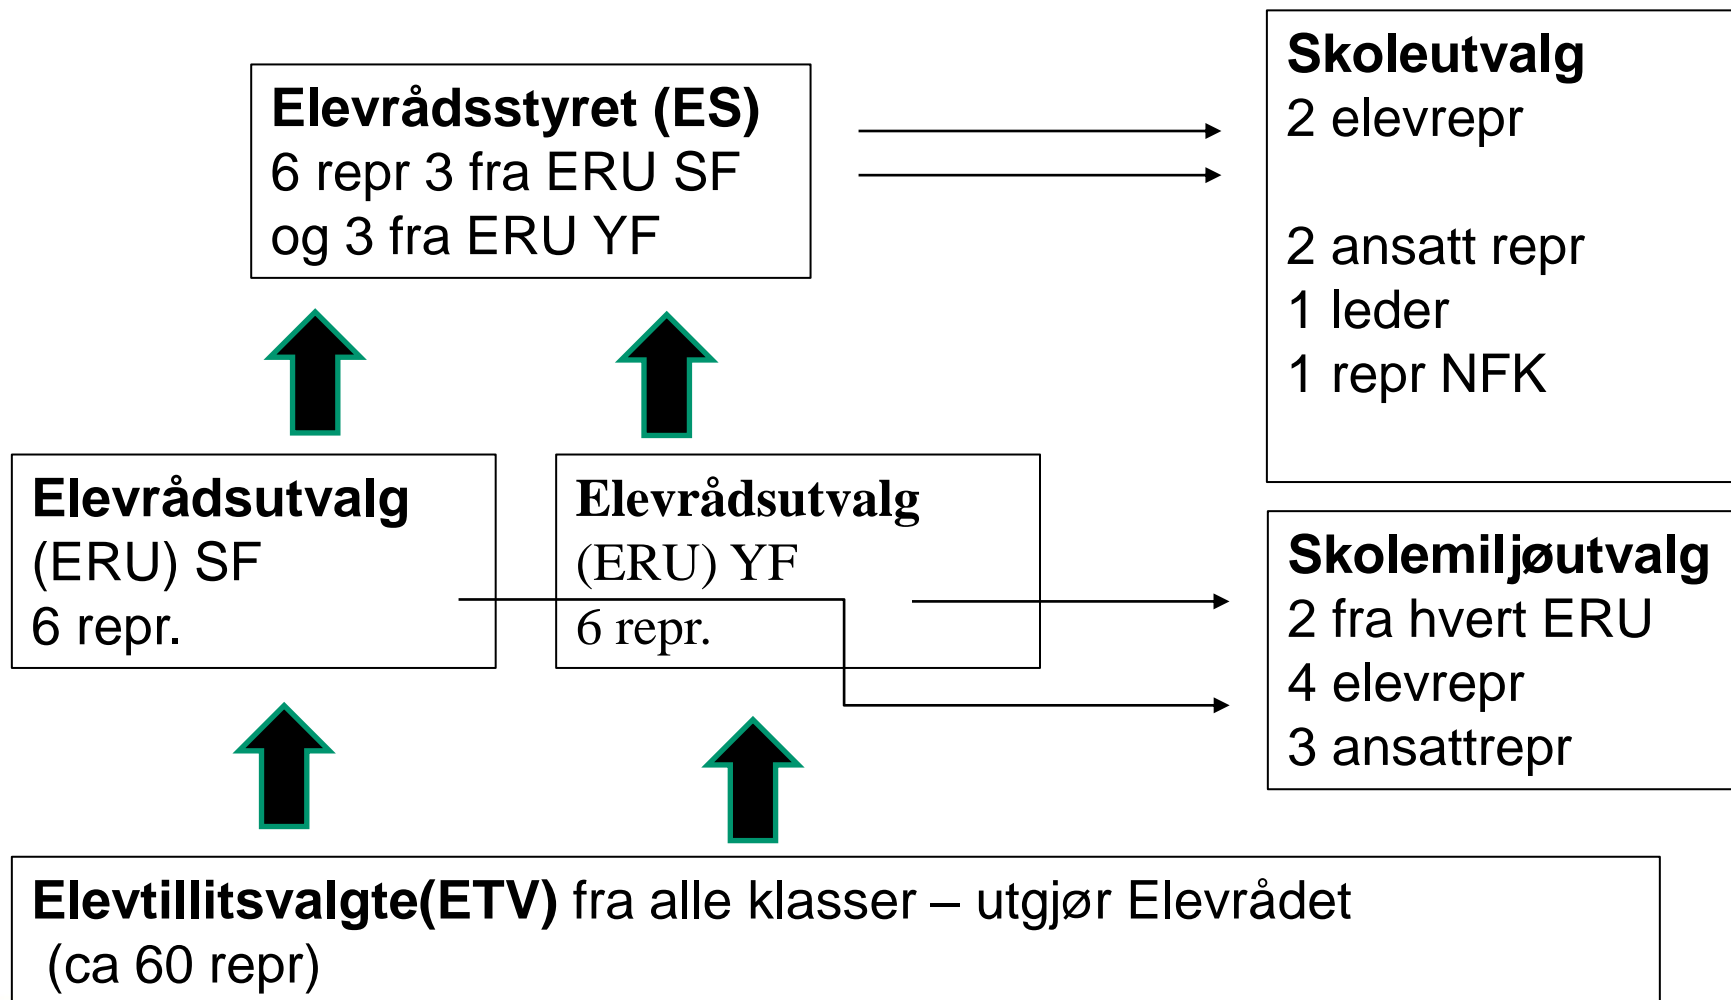 Elevrådsstyret (ES)
6 repr 3 fra ERU SF
og 3 fra ERU YF
Skoleutvalg
2 elevrepr
2 ansatt repr
1 leder
1 repr NFK
Elevrådsutvalg
(ERU) SF
6 repr.
Elevrådsutvalg
(ERU) YF
6 repr.
Skolemiljøutvalg
2 fra hvert ERU
4 elevrepr
3 ansattrepr
Elevtillitsvalgte(ETV) fra alle klasser – utgjør Elevrådet
(ca 60 repr)